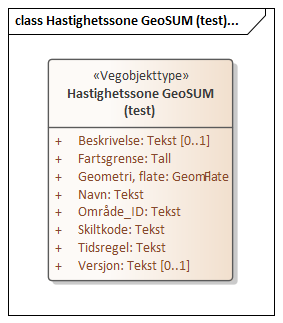 class Hastighetssone GeoSUM (test)...
«Vegobjekttype»
Hastighetssone GeoSUM
(test)
+ Beskrivelse: Tekst [0..1]
+ Fartsgrense: Tall
+ Geometri, flate: GeomFlate
+ Navn: Tekst
+ Område_ID: Tekst
+ Skiltkode: Tekst
+ Tidsregel: Tekst
+ Versjon: Tekst [0..1]